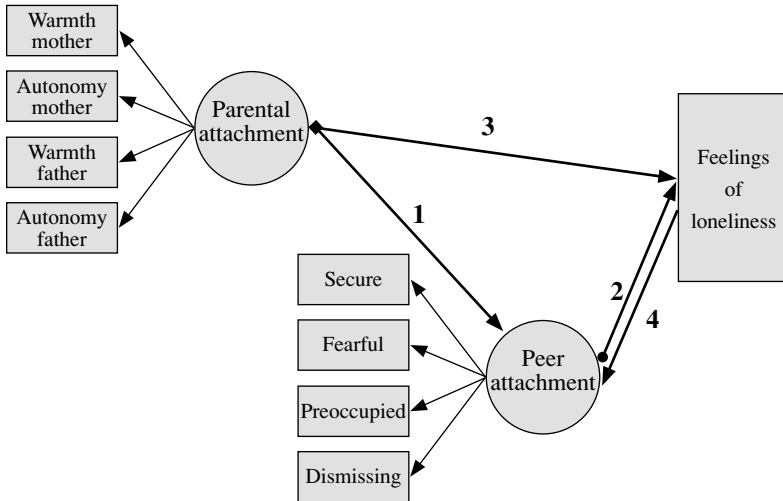 Warmth
mother
Autonomy
mother
Warmth
father
Autonomy
father
Parental
attachment
3
Feelings
of
loneliness
1
2
4
Secure
Fearful
Preoccupied
Dismissing
Peer
attachment